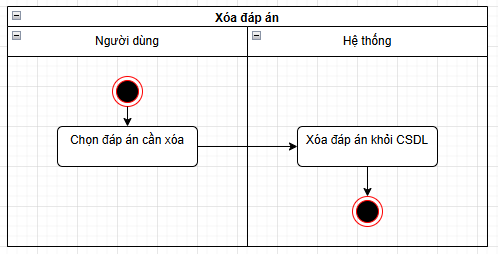 Xóa đáp án
Người dùng
Hệ thống
Chọn đáp án cần xóa
Xóa đáp án khỏi CSDL